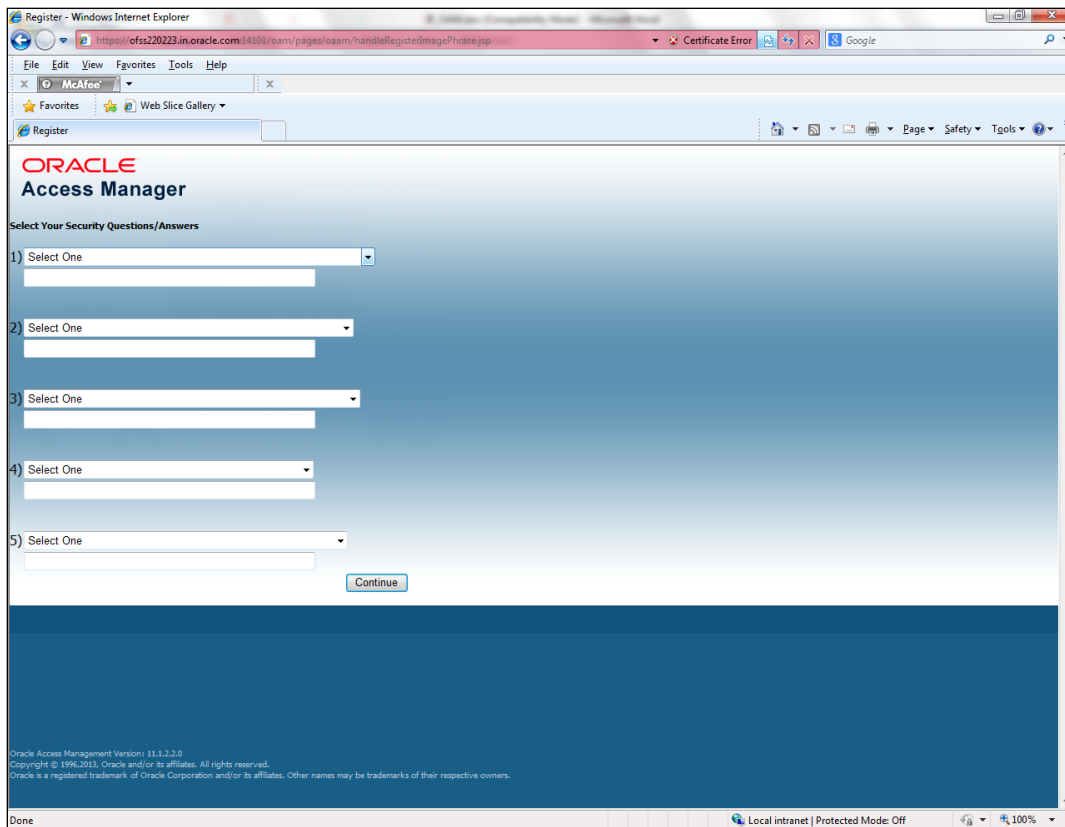 Register - Windows Internet Explorer
https://ofss220223.in.oracle.com:14101/oam/pages/oaam/handleRegisterImagePhrase.jsp
Certificate Error
Google
File Edit View Favorites Tools Help
McAfee
Favorites Web Slice Gallery
Register
Page Safety Tools
ORACLE
Access Manager
Select Your Security Questions/Answers
1) Select One
2) Select One
3) Select One
4) Select One
5) Select One
Continue
Oracle Access Management Version: 11.1.2.2.0
Copyright © 1996,2013, Oracle and/or its affiliates. All rights reserved.
Oracle is a registered trademark of Oracle Corporation and/or its affiliates. Other names may be trademarks of their respective owners.
Done
Local intranet | Protected Mode: Off
100%